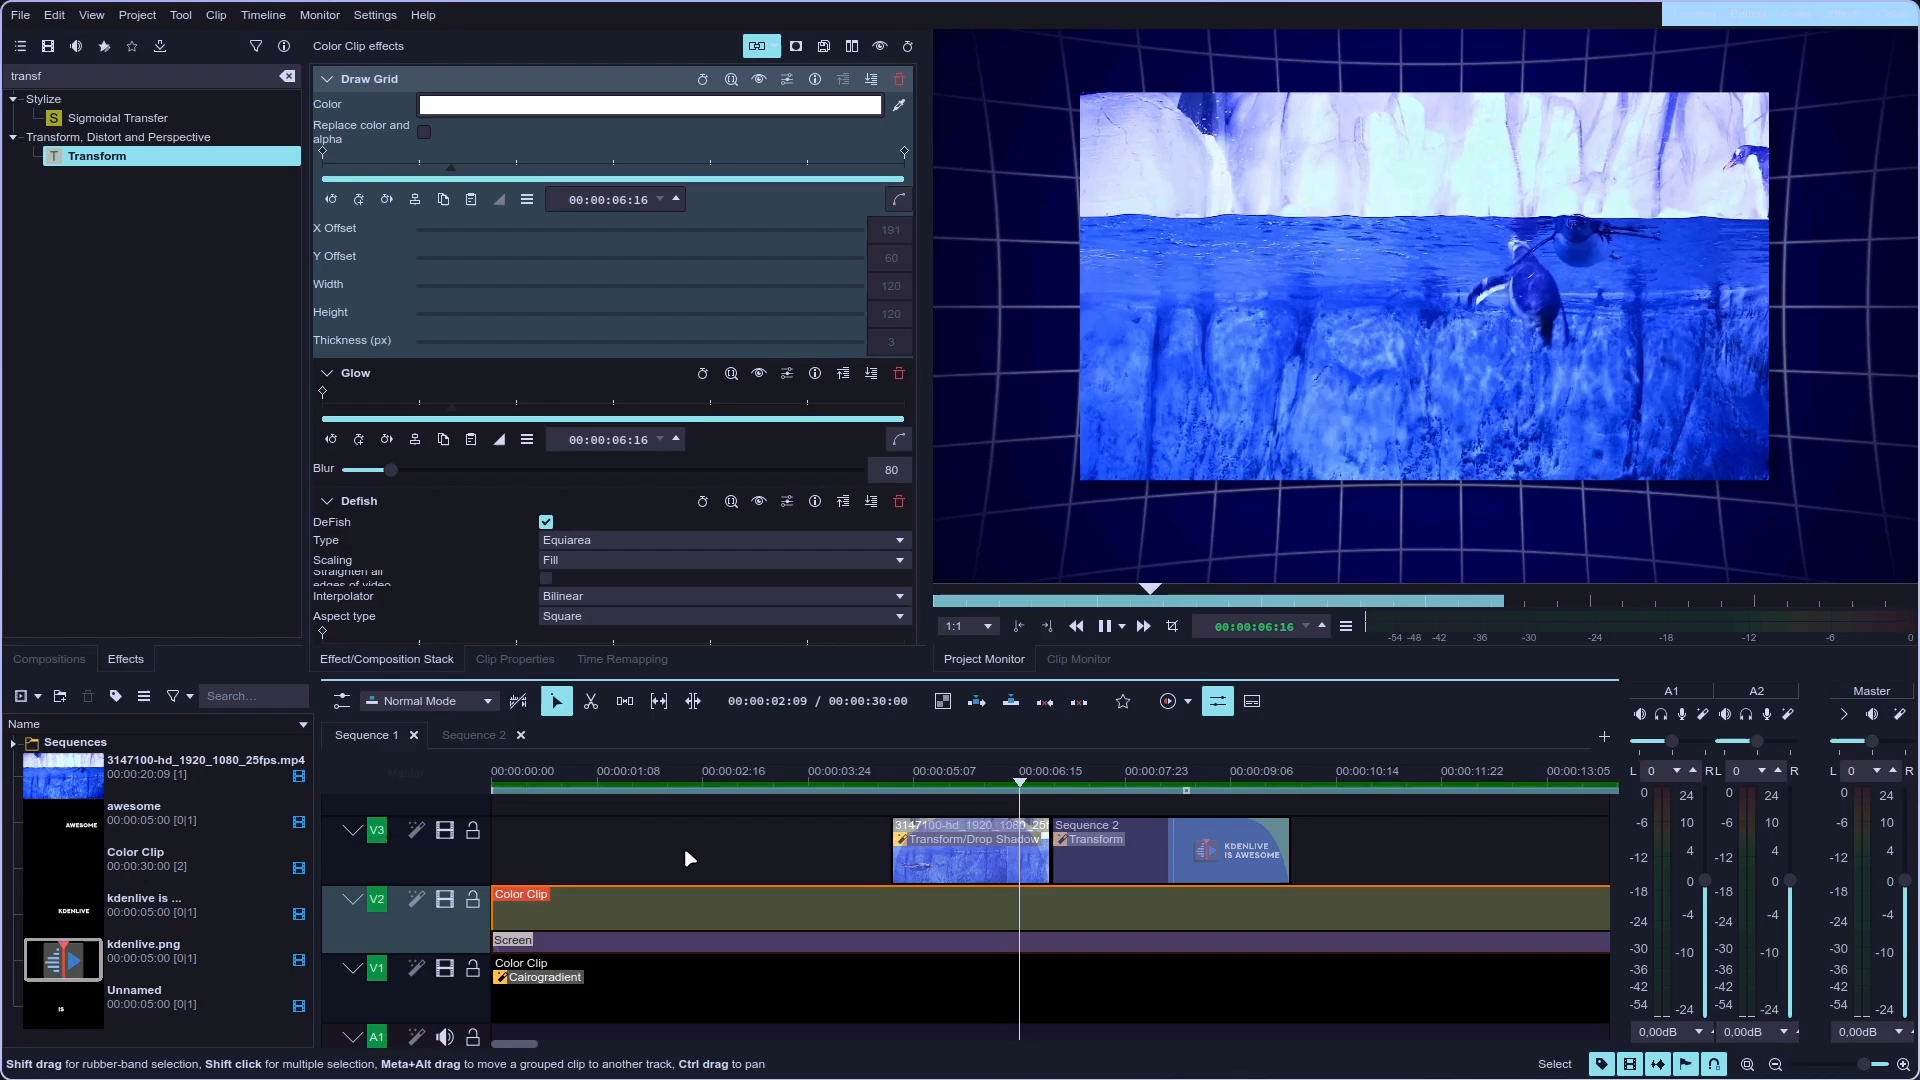 File Edit View Project Tool Clip Timeline Monitor Settings Help
Color Clip effects
transf
Stylize
S Sigmoidal Transfer
Transform, Distort and Perspective
T Transform
Draw Grid
Color
Replace color and
alpha
00:00:06:16
X Offset 191
Y Offset 60
Width 120
Height 120
Thickness (px) 3
Glow
00:00:06:16
Blur 80
Defish
DeFish
Type Equiarea
Scaling Fill
Straighten all
edges of video
Interpolator Bilinear
Aspect type Square
1:1 00:00:06:16
-54 -48 -42 -36 -30 -24 -18 -12 -6 0
Compositions Effects
Effect/Composition Stack Clip Properties Time Remapping
Project Monitor Clip Monitor
Search...
Normal Mode 00:00:02:09 / 00:00:30:00
Name
Sequences
3147100-hd_1920_1080_25fps.mp4
00:00:20:09 [1]
awesome
00:00:05:00 [0|1]
AWESOME
Color Clip
00:00:30:00 [2]
kdenlive is ...
00:00:05:00 [0|1]
KDENLIVE
kdenlive.png
00:00:05:00 [0|1]
Unnamed
00:00:05:00 [0|1]
IS
Sequence 1 Sequence 2
Master
00:00:00:00 00:00:01:08 00:00:02:16 00:00:03:24 00:00:05:07 00:00:06:15 00:00:07:23 00:00:09:06 00:00:10:14 00:00:11:22 00:00:13:05
V3
3147100-hd_1920_1080_25f
Transform/Drop Shadow
Sequence 2
Transform
KDENLIVE
IS AWESOME
V2
Color Clip
Screen
V1
Color Clip
Cairogradient
A1
A1 A2 Master
L 0 R L 0 R L 0 R
0 24 0 24 0 24
-6 10 -6 10 -6 10
-12 4 -12 4 -12 4
-18 0 -18 0 -18 0
-24 -4 -24 -4 -24 -4
-30 -10 -30 -10 -30 -10
-36 -36 -36
-42 -42 -42
-54 -24 -54 -24 -54 -24
0,00dB 0,00dB 0,00dB
Shift drag for rubber-band selection, Shift click for multiple selection, Meta+Alt drag to move a grouped clip to another track, Ctrl drag to pan
Select